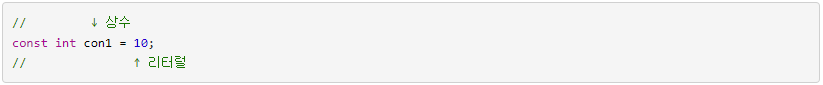 //         ↓ 상수
const int con1 = 10;
//               ↑ 리터럴